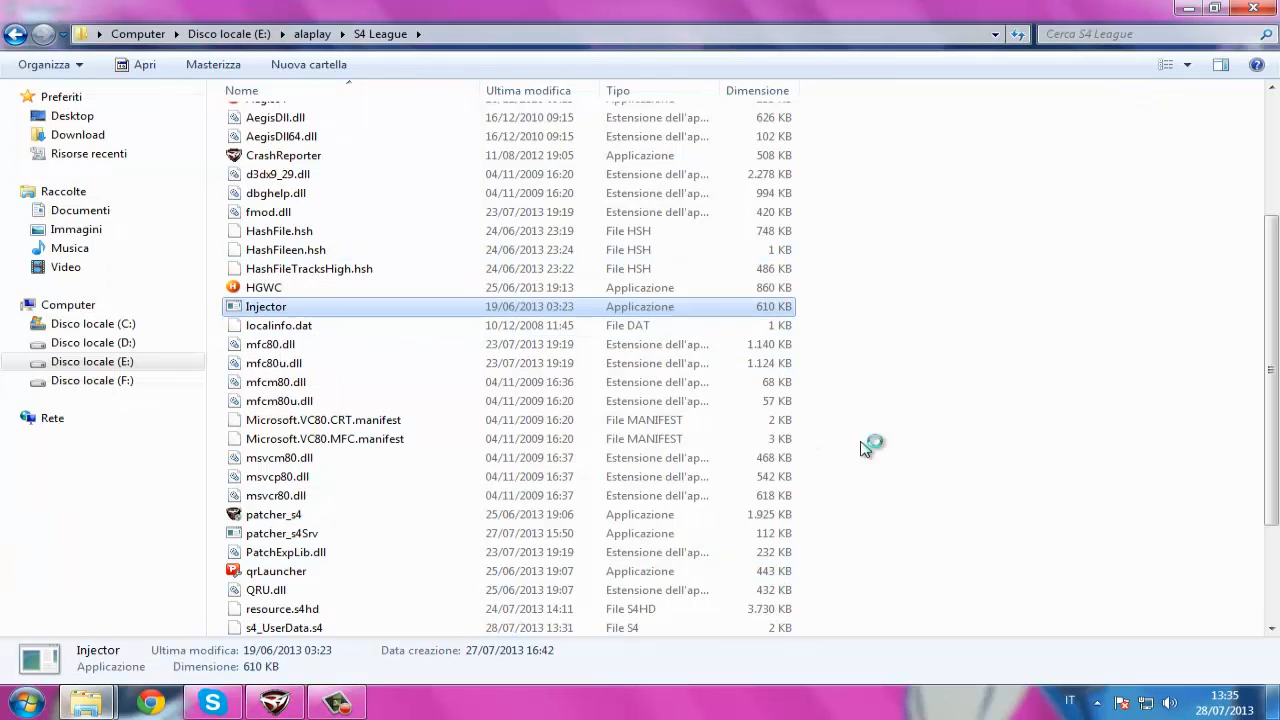 Computer ▸ Disco locale (E:) ▸ alaplay ▸ S4 League ▸
Cerca S4 League
Organizza Apri Masterizza Nuova cartella
Nome Ultima modifica Tipo Dimensione
Preferiti
Desktop
Download
Risorse recenti
Raccolte
Documenti
Immagini
Musica
Video
Computer
Disco locale (C:)
Disco locale (D:)
Disco locale (E:)
Disco locale (F:)
Rete
AegisDll.dll 16/12/2010 09:15 Estensione dell'ap... 626 KB
AegisDll64.dll 16/12/2010 09:15 Estensione dell'ap... 102 KB
CrashReporter 11/08/2012 19:05 Applicazione 508 KB
d3dx9_29.dll 04/11/2009 16:20 Estensione dell'ap... 2.278 KB
dbghelp.dll 04/11/2009 16:20 Estensione dell'ap... 994 KB
fmod.dll 23/07/2013 19:19 Estensione dell'ap... 420 KB
HashFile.hsh 24/06/2013 23:19 File HSH 748 KB
HashFileen.hsh 24/06/2013 23:24 File HSH 1 KB
HashFileTracksHigh.hsh 24/06/2013 23:22 File HSH 486 KB
HGWC 25/06/2013 19:13 Applicazione 860 KB
Injector 19/06/2013 03:23 Applicazione 610 KB
localinfo.dat 10/12/2008 11:45 File DAT 1 KB
mfc80.dll 23/07/2013 19:19 Estensione dell'ap... 1.140 KB
mfc80u.dll 23/07/2013 19:19 Estensione dell'ap... 1.124 KB
mfcm80.dll 04/11/2009 16:36 Estensione dell'ap... 68 KB
mfcm80u.dll 04/11/2009 16:37 Estensione dell'ap... 57 KB
Microsoft.VC80.CRT.manifest 04/11/2009 16:20 File MANIFEST 2 KB
Microsoft.VC80.MFC.manifest 04/11/2009 16:20 File MANIFEST 3 KB
msvcm80.dll 04/11/2009 16:37 Estensione dell'ap... 468 KB
msvcp80.dll 04/11/2009 16:37 Estensione dell'ap... 542 KB
msvcr80.dll 04/11/2009 16:37 Estensione dell'ap... 618 KB
patcher_s4 25/06/2013 19:06 Applicazione 1.925 KB
patcher_s4Srv 27/07/2013 15:50 Applicazione 112 KB
PatchExpLib.dll 23/07/2013 19:19 Estensione dell'ap... 232 KB
qrLauncher 25/06/2013 19:07 Applicazione 443 KB
QRU.dll 25/06/2013 19:07 Estensione dell'ap... 432 KB
resource.s4hd 24/07/2013 14:11 File S4HD 3.730 KB
s4_UserData.s4 28/07/2013 13:31 File S4 2 KB
Injector Ultima modifica: 19/06/2013 03:23 Data creazione: 27/07/2013 16:42
Applicazione Dimensione: 610 KB
IT
13:35
28/07/2013